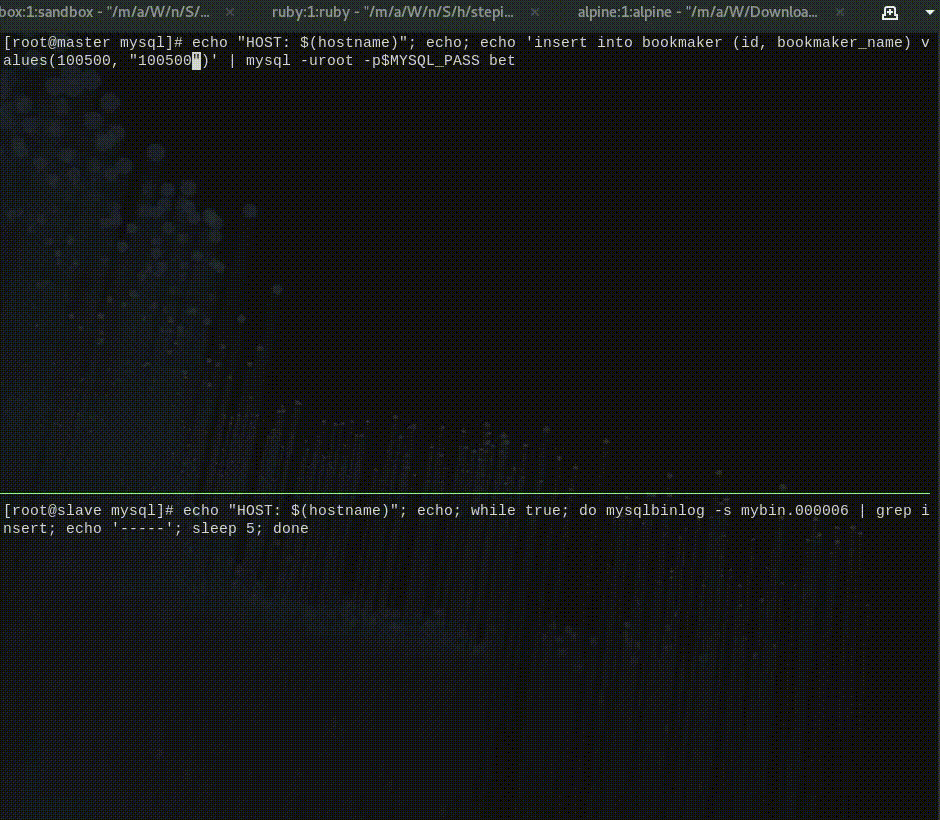 box:1:sandbox - "/m/a/W/n/S/... × ruby:1:ruby - "/m/a/W/n/S/h/stepi... × alpine:1:alpine - "/m/a/W/Downloa... ×
[root@master mysql]# echo "HOST: $(hostname)"; echo; echo 'insert into bookmaker (id, bookmaker_name) v
alues(100500, "100500")' | mysql -uroot -p$MYSQL_PASS bet
[root@slave mysql]# echo "HOST: $(hostname)"; echo; while true; do mysqlbinlog -s mybin.000006 | grep i
nsert; echo '-----'; sleep 5; done